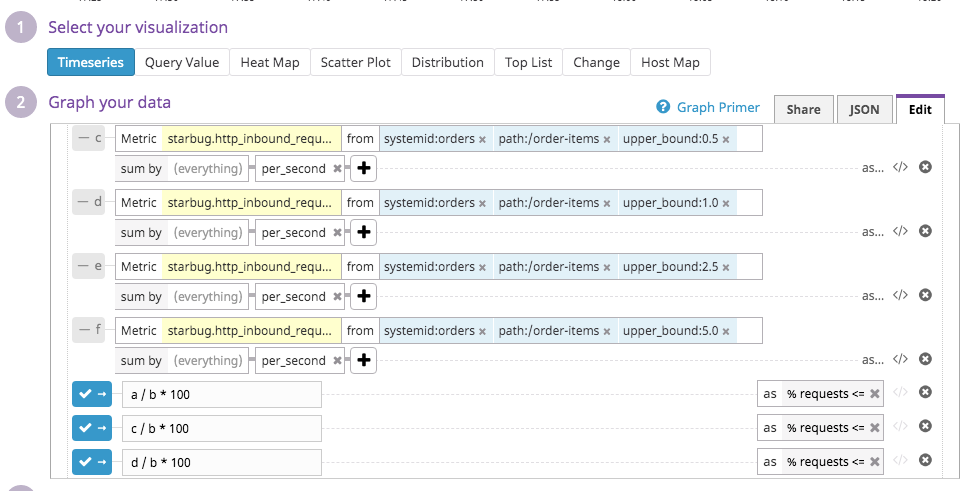 1 Select your visualization
Timeseries Query Value Heat Map Scatter Plot Distribution Top List Change Host Map
2 Graph your data
? Graph Primer Share JSON Edit
c Metric starbug.http_inbound_requ... from systemid:orders × path:/order-items × upper_bound:0.5 ×
sum by (everything) per_second × + as... </>
d Metric starbug.http_inbound_requ... from systemid:orders × path:/order-items × upper_bound:1.0 ×
sum by (everything) per_second × + as... </>
e Metric starbug.http_inbound_requ... from systemid:orders × path:/order-items × upper_bound:2.5 ×
sum by (everything) per_second × + as... </>
f Metric starbug.http_inbound_requ... from systemid:orders × path:/order-items × upper_bound:5.0 ×
sum by (everything) per_second × + as... </>
a / b * 100 as % requests <= × </>
c / b * 100 as % requests <= × </>
d / b * 100 as % requests <= × </>